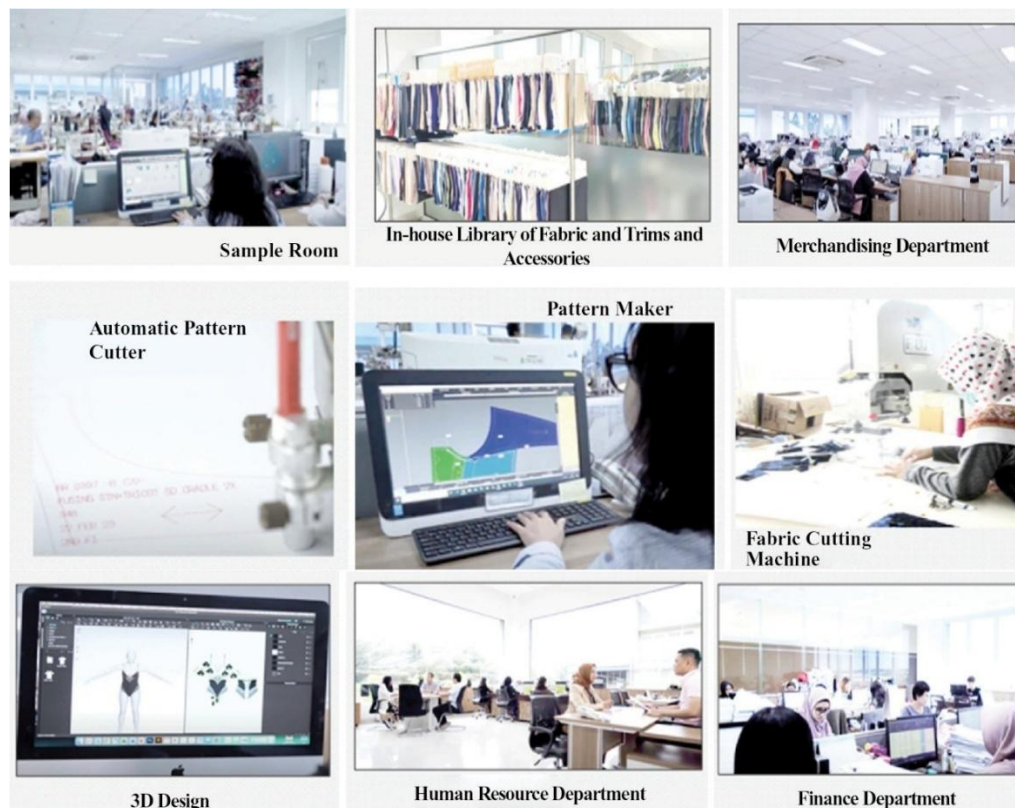 Sample Room
In-house Library of Fabric and Trims and
Accessories
Merchandising Department
Automatic Pattern
Cutter
Pattern Maker
Fabric Cutting
Machine
3D Design
Human Resource Department
Finance Department